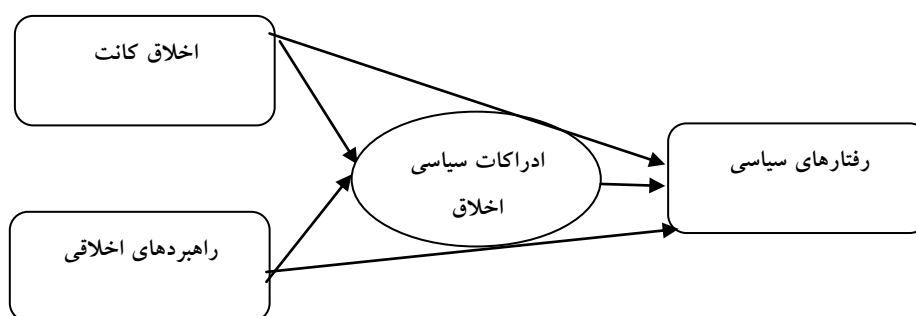 اخلاق کانت
ادراکات سیاسی
اخلاق
رفتارهای سیاسی
راهبردهای اخلاقی